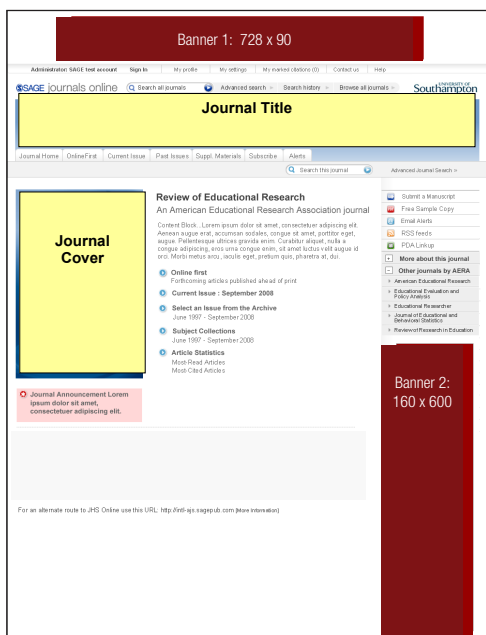 Banner 1: 728 x 90
Administrator: SAGE test account Sign In My profile My settings My marked citations (0) Contact us Help
SAGE journals online Search all journals Advanced search » Search history » Browse all journals » UNIVERSITY OF Southampton
Journal Title
Journal Home OnlineFirst Current Issue Past Issues Suppl. Materials Subscribe Alerts
Search this journal Advanced Journal Search »
Journal
Cover
Review of Educational Research
An American Educational Research Association journal
Content Block...Lorem ipsum dolor sit amet, consectetuer adipiscing elit.
Aenean augue erat, accumsan sodales, congue sit amet, porttitor eget,
augue. Pellentesque ultrices gravida enim. Curabitur aliquet, nulla a
congue adipiscing, eros urna congue enim, sit amet luctus velit augue id
orci. Morbi metus arcu, iaculis eget, pretium quis, pharetra at, dui.
Online first
Forthcoming articles published ahead of print
Current Issue : September 2008
Select an Issue from the Archive
June 1997 - September 2008
Subject Collections
June 1997 - September 2008
Article Statistics
Most-Read Articles
Most-Cited Articles
Submit a Manuscript
Free Sample Copy
Email Alerts
RSS feeds
PDA Linkup
More about this journal
Other journals by AERA
American Educational Research
Educational Evaluation and
Policy Analysis
Educational Researcher
Journal of Educational and
Behavioral Statistics
Review of Research in Education
Banner 2:
160 x 600
Journal Announcement Lorem
ipsum dolor sit amet,
consectetuer adipiscing elit.
For an alternate route to JHS Online use this URL: http://intl-ajs.sagepub.com (More Information)